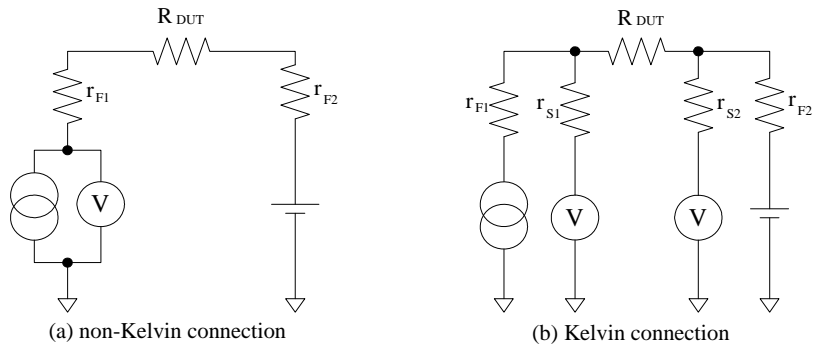 R DUT
r F1
r F2
V
(a) non-Kelvin connection
R DUT
r F1
r S1
r S2
r F2
V
V
(b) Kelvin connection